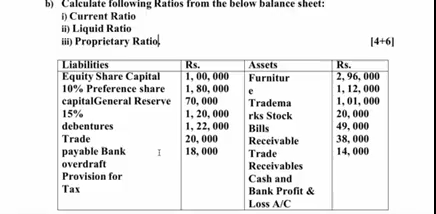 b) Calculate following Ratios from the below balance sheet:
i) Current Ratio
ii) Liquid Ratio
iii) Proprietary Ratio. [4+6]
Liabilities Rs. Assets Rs.
Equity Share Capital 1, 00, 000 Furnitur 2, 96, 000
10% Preference share 1, 80, 000 e 1, 12, 000
capitalGeneral Reserve 70, 000 Tradema 1, 01, 000
15% 1, 20, 000 rks Stock 20, 000
debentures 1, 22, 000 Bills 49, 000
Trade 20, 000 Receivable 38, 000
payable Bank 18, 000 Trade 14, 000
overdraft Receivables
Provision for Cash and
Tax Bank Profit &
Loss A/C